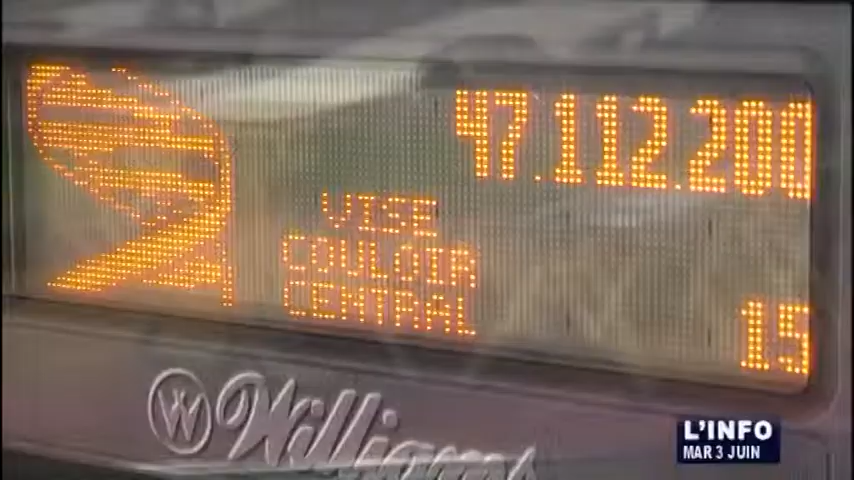 47.112.200
VISE
COULOIR
CENTRAL
15
W Williams
L'INFO
MAR 3 JUIN